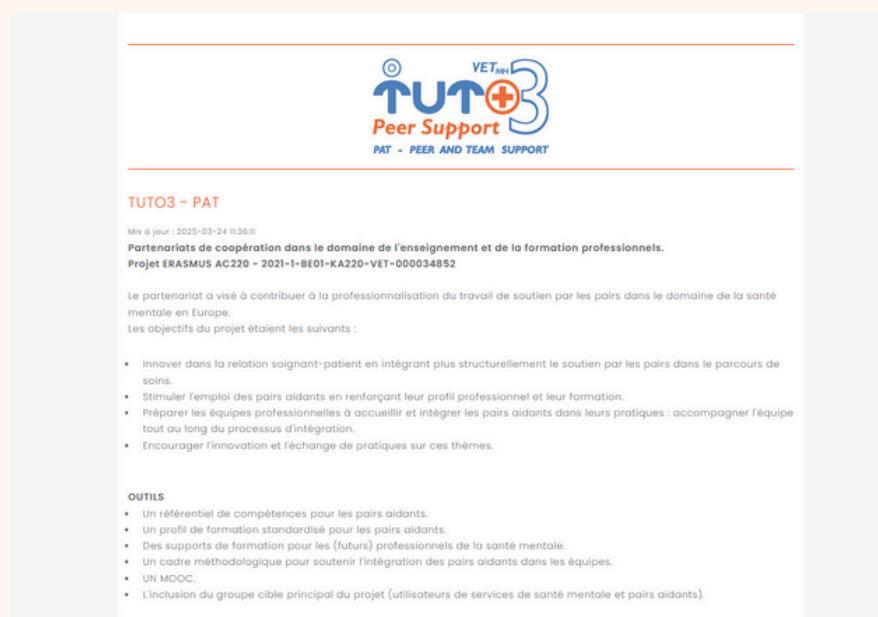 VETMH
TUTO3
Peer Support
PAT - PEER AND TEAM SUPPORT
TUTO3 - PAT
Mis à jour : 2025-03-24 11:36:11
Partenariats de coopération dans le domaine de l'enseignement et de la formation professionnels.
Projet ERASMUS AC220 - 2021-1-BE01-KA220-VET-000034852
Le partenariat a visé à contribuer à la professionnalisation du travail de soutien par les pairs dans le domaine de la santé
mentale en Europe.
Les objectifs du projet étaient les suivants :
• Innover dans la relation soignant-patient en intégrant plus structurellement le soutien par les pairs dans le parcours de
soins.
• Stimuler l'emploi des pairs aidants en renforçant leur profil professionnel et leur formation.
• Préparer les équipes professionnelles à accueillir et intégrer les pairs aidants dans leurs pratiques : accompagner l'équipe
tout au long du processus d'intégration.
• Encourager l'innovation et l'échange de pratiques sur ces thèmes.
OUTILS
• Un référentiel de compétences pour les pairs aidants.
• Un profil de formation standardisé pour les pairs aidants.
• Des supports de formation pour les (futurs) professionnels de la santé mentale.
• Un cadre méthodologique pour soutenir l'intégration des pairs aidants dans les équipes.
• UN MOOC.
• L'inclusion du groupe cible principal du projet (utilisateurs de services de santé mentale et pairs aidants).